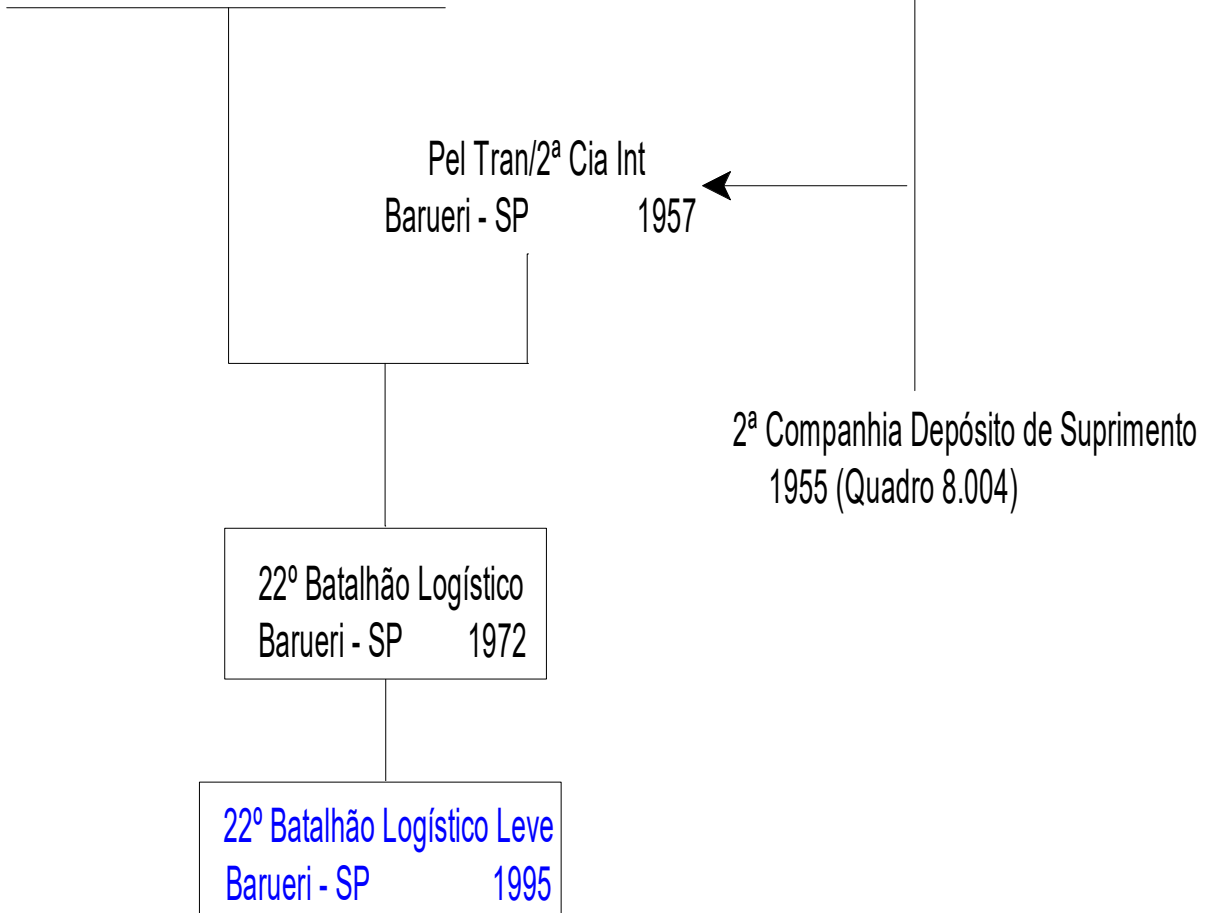 Pel Tran/2ª Cia Int
Barueri - SP 1957
2ª Companhia Depósito de Suprimento
1955 (Quadro 8.004)
22º Batalhão Logístico
Barueri - SP 1972
22º Batalhão Logístico Leve
Barueri - SP 1995